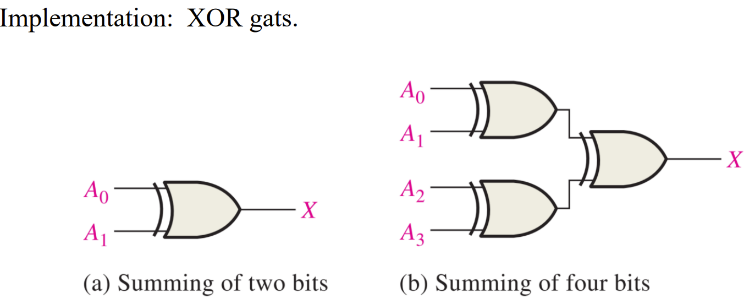 Implementation: XOR gats.
A0
A1
X
(a) Summing of two bits
A0
A1
A2
A3
X
(b) Summing of four bits